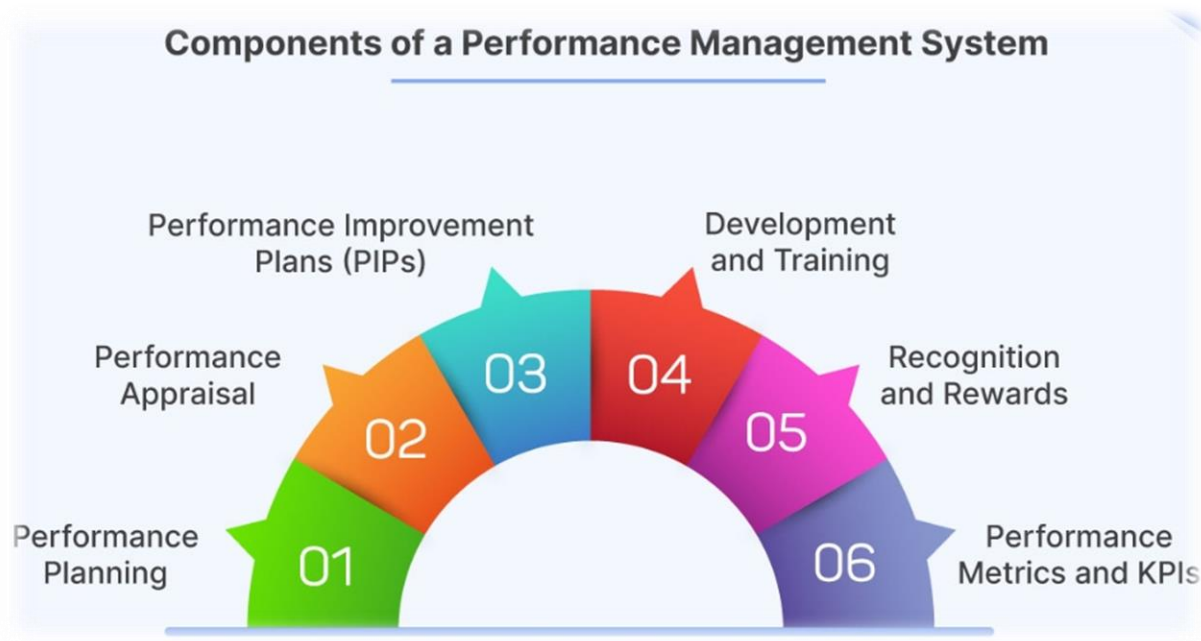 Components of a Performance Management System
Performance Improvement
Plans (PIPs)
Development
and Training
Performance
Appraisal
Recognition
and Rewards
Performance
Planning
Performance
Metrics and KPIs
01
02
03
04
05
06